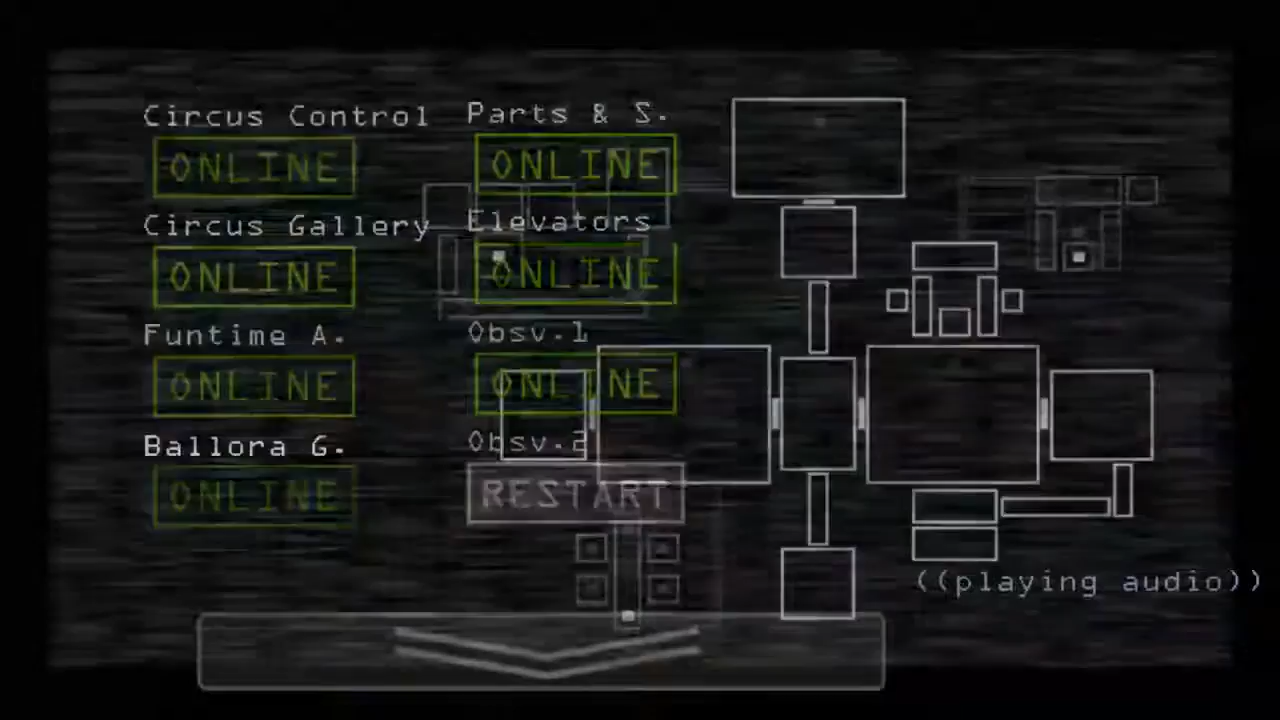 Circus Control
ONLINE
Circus Gallery
ONLINE
Funtime A.
ONLINE
Ballora G.
ONLINE
Parts & S.
ONLINE
Elevators
ONLINE
Obsv.1
ONLINE
Obsv.2
RESTART
((playing audio))